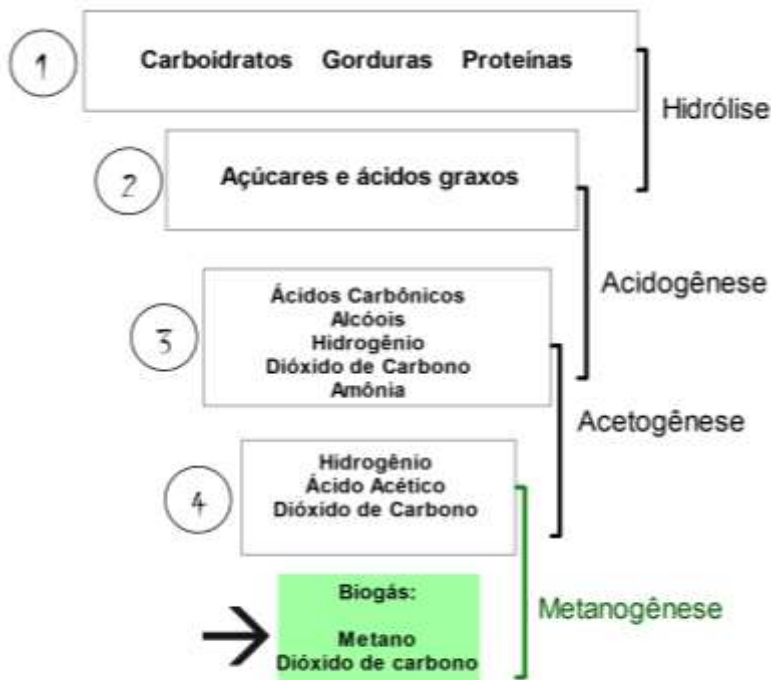 1
Carboidratos Gorduras Proteínas
Hidrólise
2
Açúcares e ácidos graxos
Acidogênese
3
Ácidos Carbônicos
Alcóois
Hidrogênio
Dióxido de Carbono
Amônia
Acetogênese
4
Hidrogênio
Ácido Acético
Dióxido de Carbono
Metanogênese
Biogás:
Metano
Dióxido de carbono